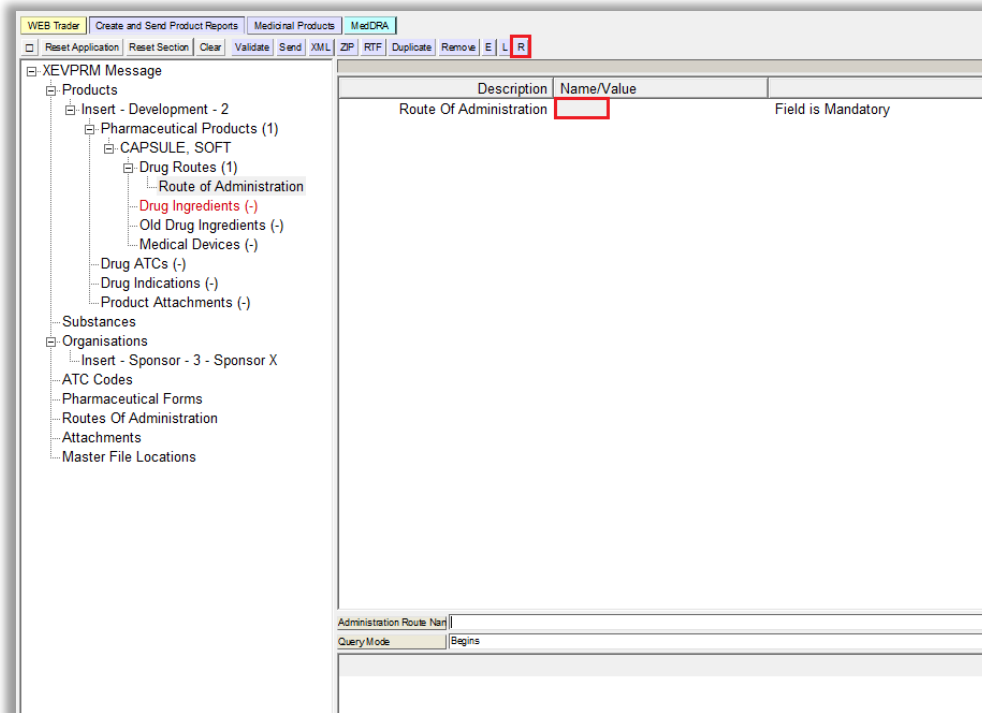 WEB Trader Create and Send Product Reports Medicinal Products MedDRA
Reset Application Reset Section Clear Validate Send XML ZIP RTF Duplicate Remove E L R
XEVPRM Message
Description Name/Value
Products
Route Of Administration Field is Mandatory
Insert - Development - 2
Pharmaceutical Products (1)
CAPSULE, SOFT
Drug Routes (1)
Route of Administration
Drug Ingredients (-)
Old Drug Ingredients (-)
Medical Devices (-)
Drug ATCs (-)
Drug Indications (-)
Product Attachments (-)
Substances
Organisations
Insert - Sponsor - 3 - Sponsor X
ATC Codes
Pharmaceutical Forms
Routes Of Administration
Attachments
Master File Locations
Administration Route Nan
Query Mode Begins